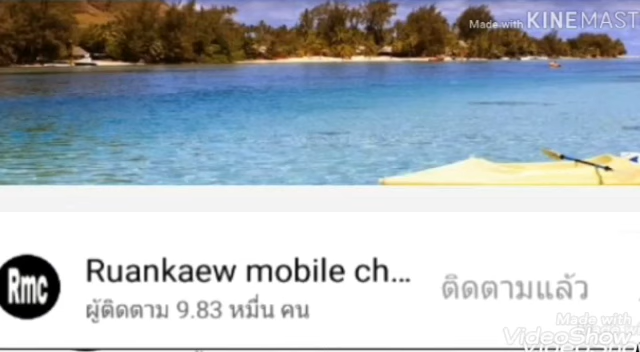 Made with KINEMAST
Rmc
Ruankaew mobile ch...
ติดตามแล้ว
ผู้ติดตาม 9.83 หมื่น คน
Made with
VideoShow